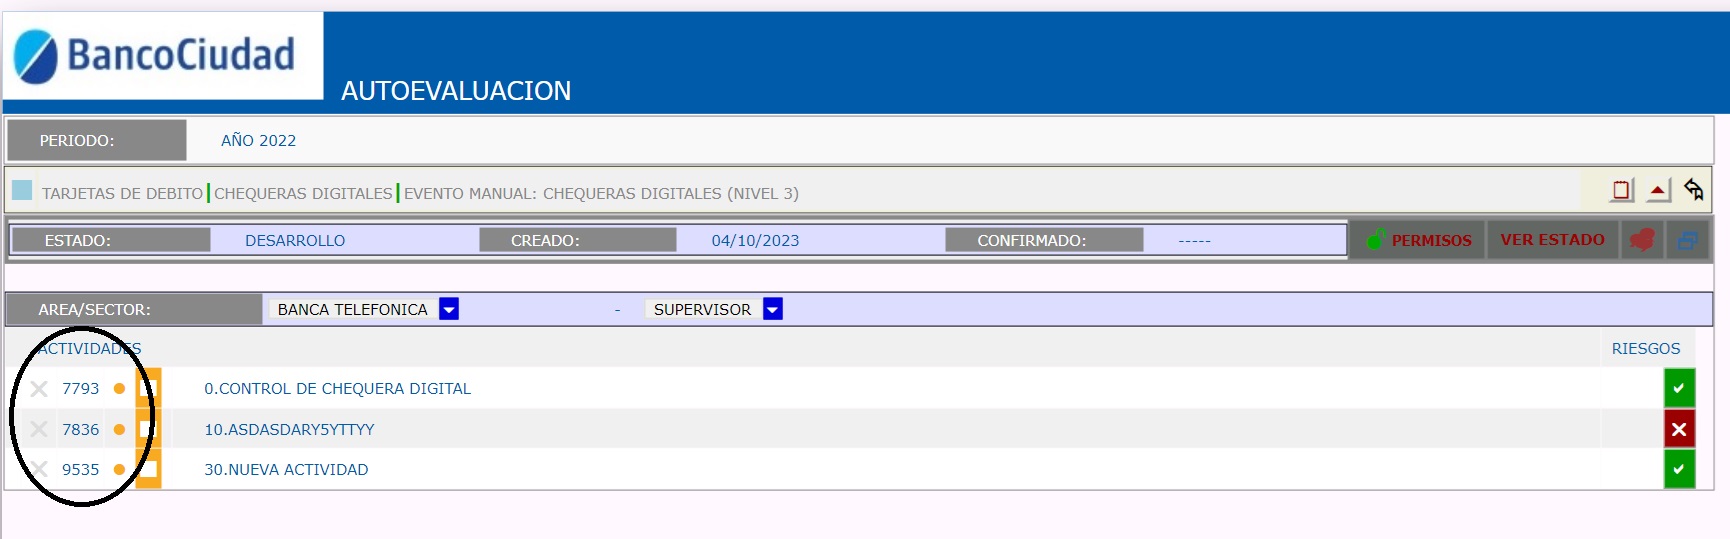 BancoCiudad
AUTOEVALUACION
PERIODO: AÑO 2022
TARJETAS DE DEBITO CHEQUERAS DIGITALES EVENTO MANUAL: CHEQUERAS DIGITALES (NIVEL 3)
ESTADO: DESARROLLO CREADO: 04/10/2023 CONFIRMADO: ----- PERMISOS VER ESTADO
AREA/SECTOR: BANCA TELEFONICA - SUPERVISOR
ACTIVIDADES RIESGOS
7793 0.CONTROL DE CHEQUERA DIGITAL
7836 10.ASDASDARY5YTTYY
9535 30.NUEVA ACTIVIDAD